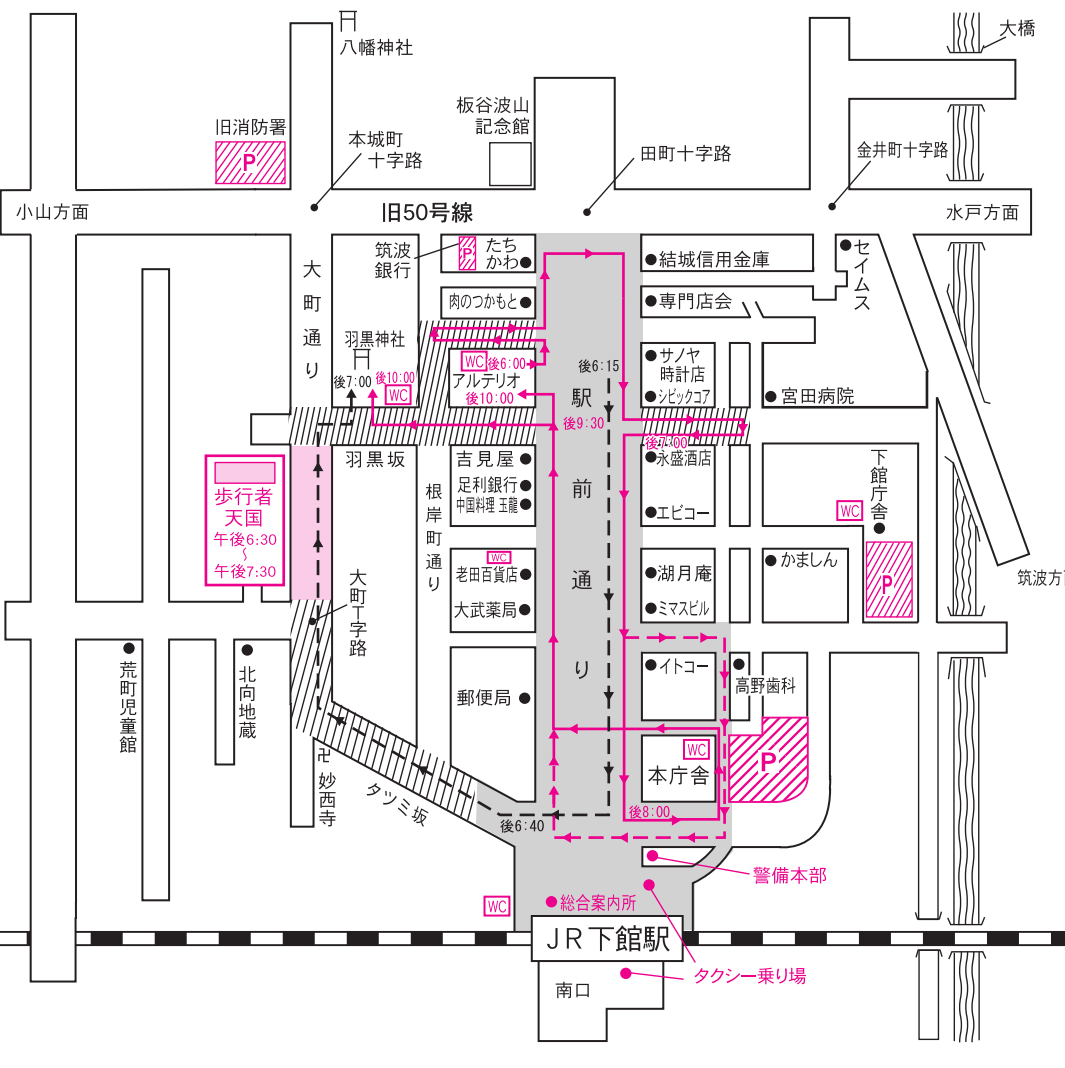 八幡神社
大橋
板谷波山
記念館
旧消防署
P
本城町
十字路
田町十字路
金井町十字路
小山方面
旧50号線
水戸方面
筑波
銀行
P
たち
かわ
結城信用金庫
セイムス
大町通り
肉のつかもと
専門店会
羽黒神社
WC
後6:00
後6:15
サノヤ
時計店
後7:00
後10:00
WC
アルテリオ
後10:00
シビックコア
宮田病院
駅前通り
後9:30
後7:00
羽黒坂
吉見屋
永盛酒店
下館庁舎
歩行者
天国
午後6:30
〜
午後7:30
根岸町通り
足利銀行
中国料理 玉龍
エビコー
WC
WC
老田百貨店
湖月庵
かましん
P
筑波方
大町T字路
大武薬局
ミマスビル
荒町児童館
北向地蔵
郵便局
イトコー
高野歯科
卍妙西寺
WC
本庁舎
P
タツミ坂
後6:40
後8:00
警備本部
WC
総合案内所
JR下館駅
タクシー乗り場
南口